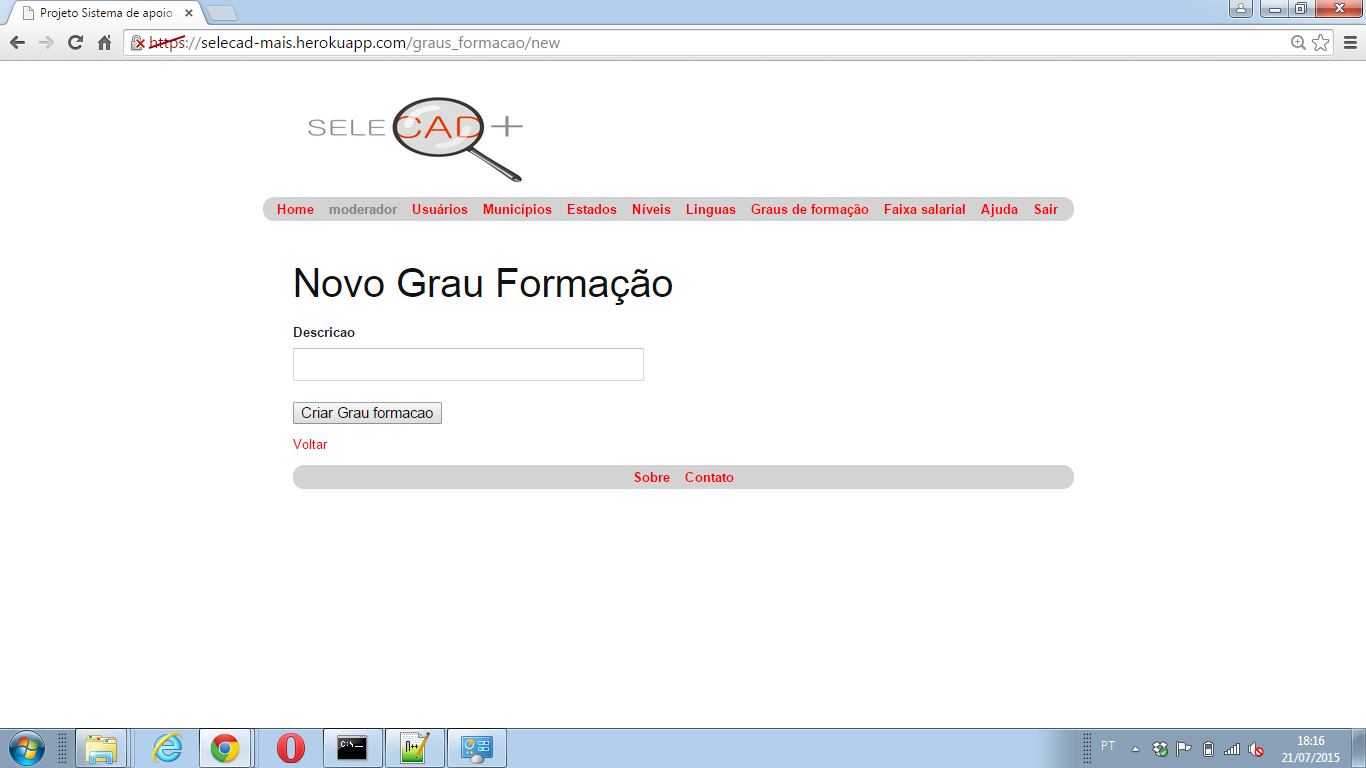 Projeto Sistema de apoio
https://selecad-mais.herokuapp.com/graus_formacao/new
SELE CAD +
Home moderador Usuários Municípios Estados Níveis Linguas Graus de formação Faixa salarial Ajuda Sair
Novo Grau Formação
Descricao
Criar Grau formacao
Voltar
Sobre Contato
PT
18:16
21/07/2015